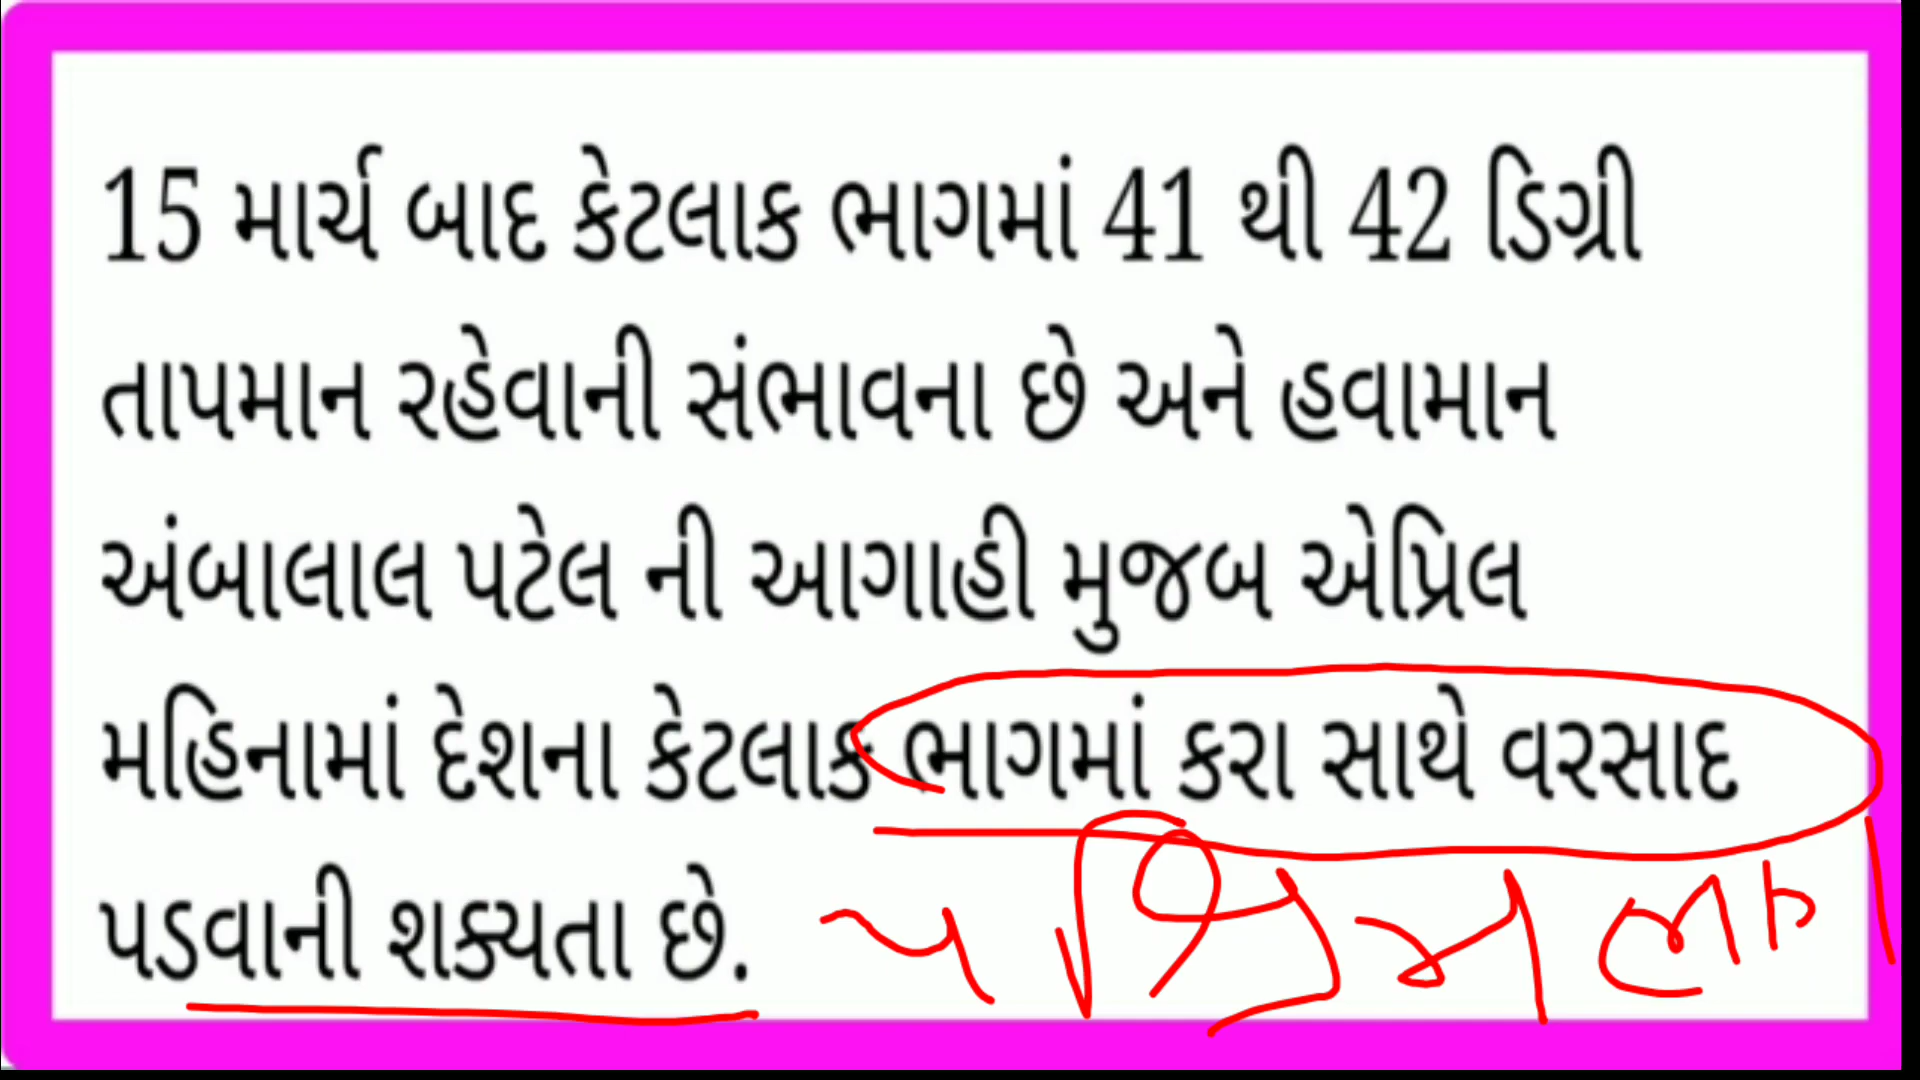 15 માર્ચ બાદ કેટલાક ભાગમાં 41 થી 42 ડિગ્રી
તાપમાન રહેવાની સંભાવના છે અને હવામાન
અંબાલાલ પટેલ ની આગાહી મુજબ એપ્રિલ
મહિનામાં દેશના કેટલાક ભાગમાં કરા સાથે વરસાદ
પડવાની શક્યતા છે.